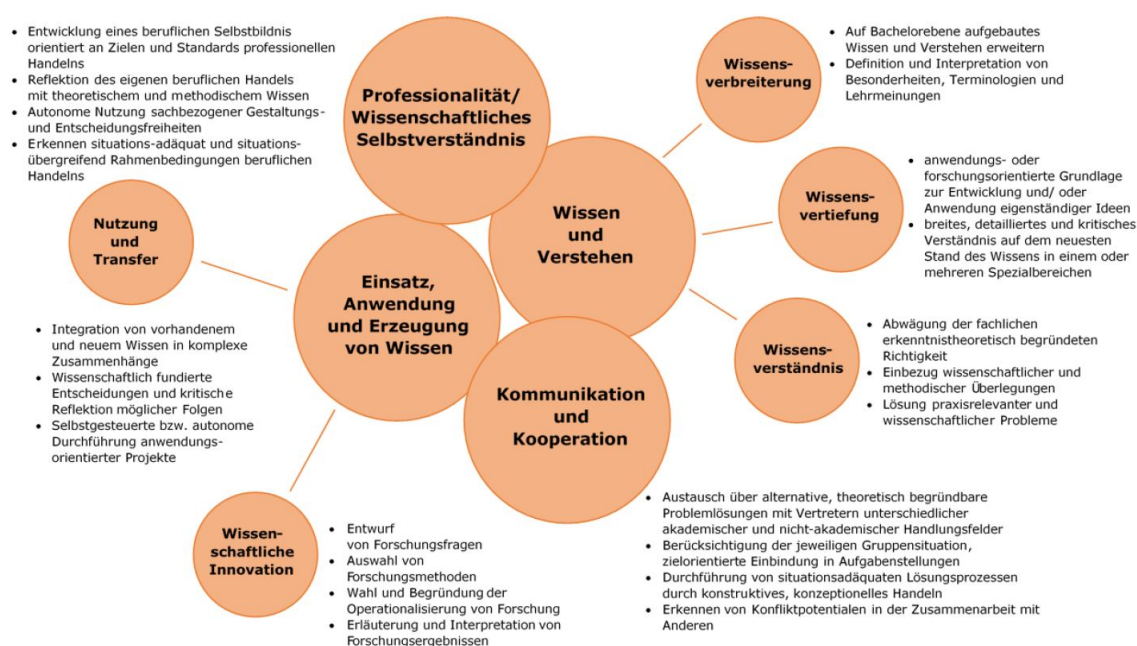 • Entwicklung eines beruflichen Selbstbildnis
orientiert an Zielen und Standards professionellen
Handelns
• Reflektion des eigenen beruflichen Handels
mit theoretischem und methodischem Wissen
• Autonome Nutzung sachbezogener Gestaltungs-
und Entscheidungsfreiheiten
• Erkennen situations-adäquat und situations-
übergreifend Rahmenbedingungen beruflichen
Handelns
Professionalität/
Wissenschaftliches
Selbstverständnis
Wissens-
verbreiterung
• Auf Bachelorebene aufgebautes
Wissen und Verstehen erweitern
• Definition und Interpretation von
Besonderheiten, Terminologien und
Lehrmeinungen
Wissen
und
Verstehen
Wissens-
vertiefung
• anwendungs- oder
forschungsorientierte Grundlage
zur Entwicklung und/ oder
Anwendung eigenständiger Ideen
• breites, detailliertes und kritisches
Verständnis auf dem neuesten
Stand des Wissens in einem oder
mehreren Spezialbereichen
Nutzung
und
Transfer
Einsatz,
Anwendung
und Erzeugung
von Wissen
• Integration von vorhandenem
und neuem Wissen in komplexe
Zusammenhänge
• Wissenschaftlich fundierte
Entscheidungen und kritische
Reflektion möglicher Folgen
• Selbstgesteuerte bzw. autonome
Durchführung anwendungs-
orientierter Projekte
Wissens-
verständnis
• Abwägung der fachlichen
erkenntnistheoretisch begründeten
Richtigkeit
• Einbezug wissenschaftlicher und
methodischer Überlegungen
• Lösung praxisrelevanter und
wissenschaftlicher Probleme
Kommunikation
und
Kooperation
• Austausch über alternative, theoretisch begründbare
Problemlösungen mit Vertretern unterschiedlicher
akademischer und nicht-akademischer Handlungsfelder
• Berücksichtigung der jeweiligen Gruppensituation,
zielorientierte Einbindung in Aufgabenstellungen
• Durchführung von situationsadäquaten Lösungsprozessen
durch konstruktives, konzeptionelles Handeln
• Erkennen von Konfliktpotentialen in der Zusammenarbeit mit
Anderen
Wissen-
schaftliche
Innovation
• Entwurf
von Forschungsfragen
• Auswahl von
Forschungsmethoden
• Wahl und Begründung der
Operationalisierung von Forschung
• Erläuterung und Interpretation von
Forschungsergebnissen